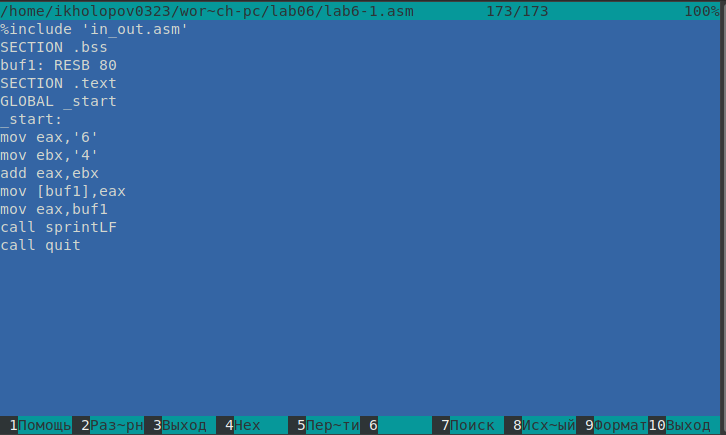 /home/ikholopov0323/wor~ch-pc/lab06/lab6-1.asm 173/173 100%
%include 'in_out.asm'
SECTION .bss
buf1: RESB 80
SECTION .text
GLOBAL _start
_start:
mov eax,'6'
mov ebx,'4'
add eax,ebx
mov [buf1],eax
mov eax,buf1
call sprintLF
call quit
1Помощь 2Раз~рн 3Выход 4Hex 5Пер~ти 6 7Поиск 8Исх~ый 9Формат 10Выход